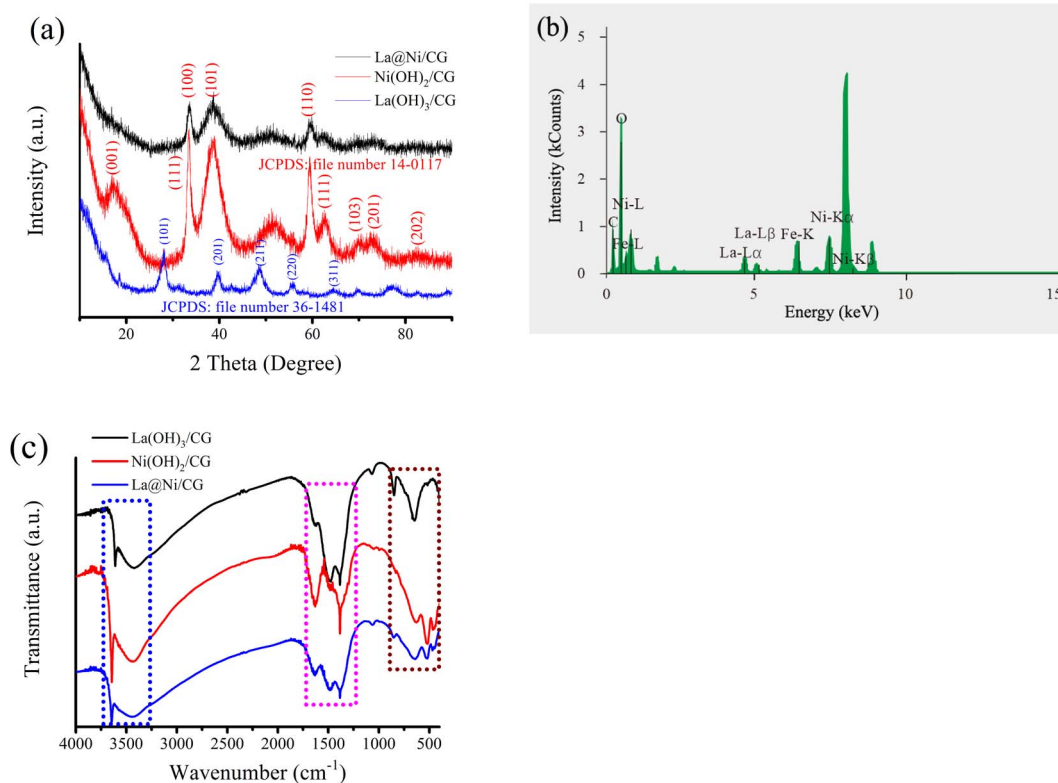 (a)
La@Ni/CG
Ni(OH)2/CG
La(OH)3/CG
(001)
(111)
(100)
(101)
(110)
JCPDS: file number 14-0117
(111)
(103)
(201)
(202)
(101)
(201)
(211)
(220)
(311)
JCPDS: file number 36-1481
Intensity (a.u.)
20 40 60 80
2 Theta (Degree)
(b)
5
4
3
2
1
0
Intensity (kCounts)
O
Ni-L
C
Fe-L
La-Lα
La-Lβ
Fe-K
Ni-Kα
Ni-Kβ
0 5 10 15
Energy (keV)
(c)
La(OH)3/CG
Ni(OH)2/CG
La@Ni/CG
Transmittance (a.u.)
4000 3500 3000 2500 2000 1500 1000 500
Wavenumber (cm-1)